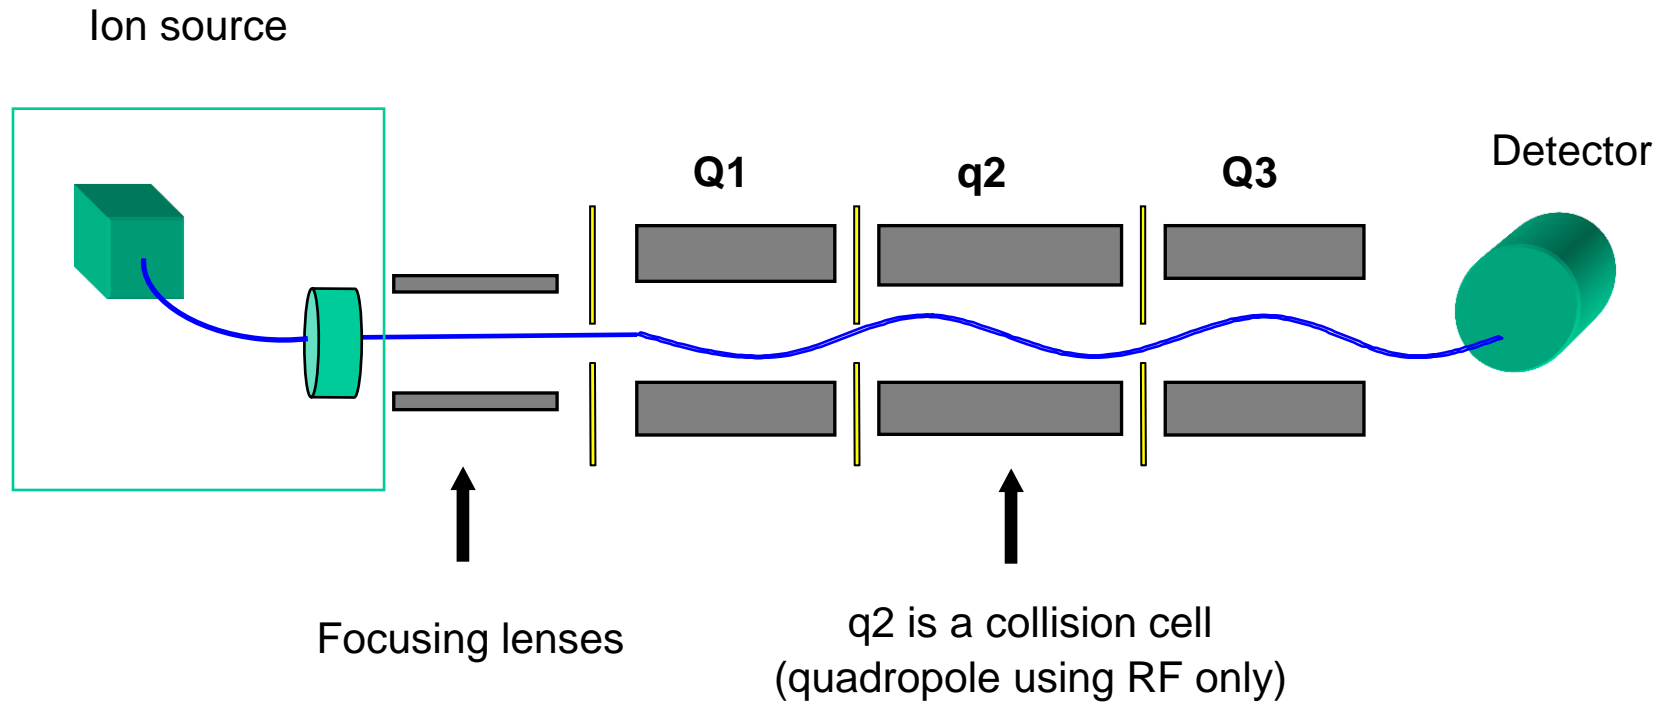 Ion source
Detector
Q1
q2
Q3
Focusing lenses
q2 is a collision cell
(quadropole using RF only)